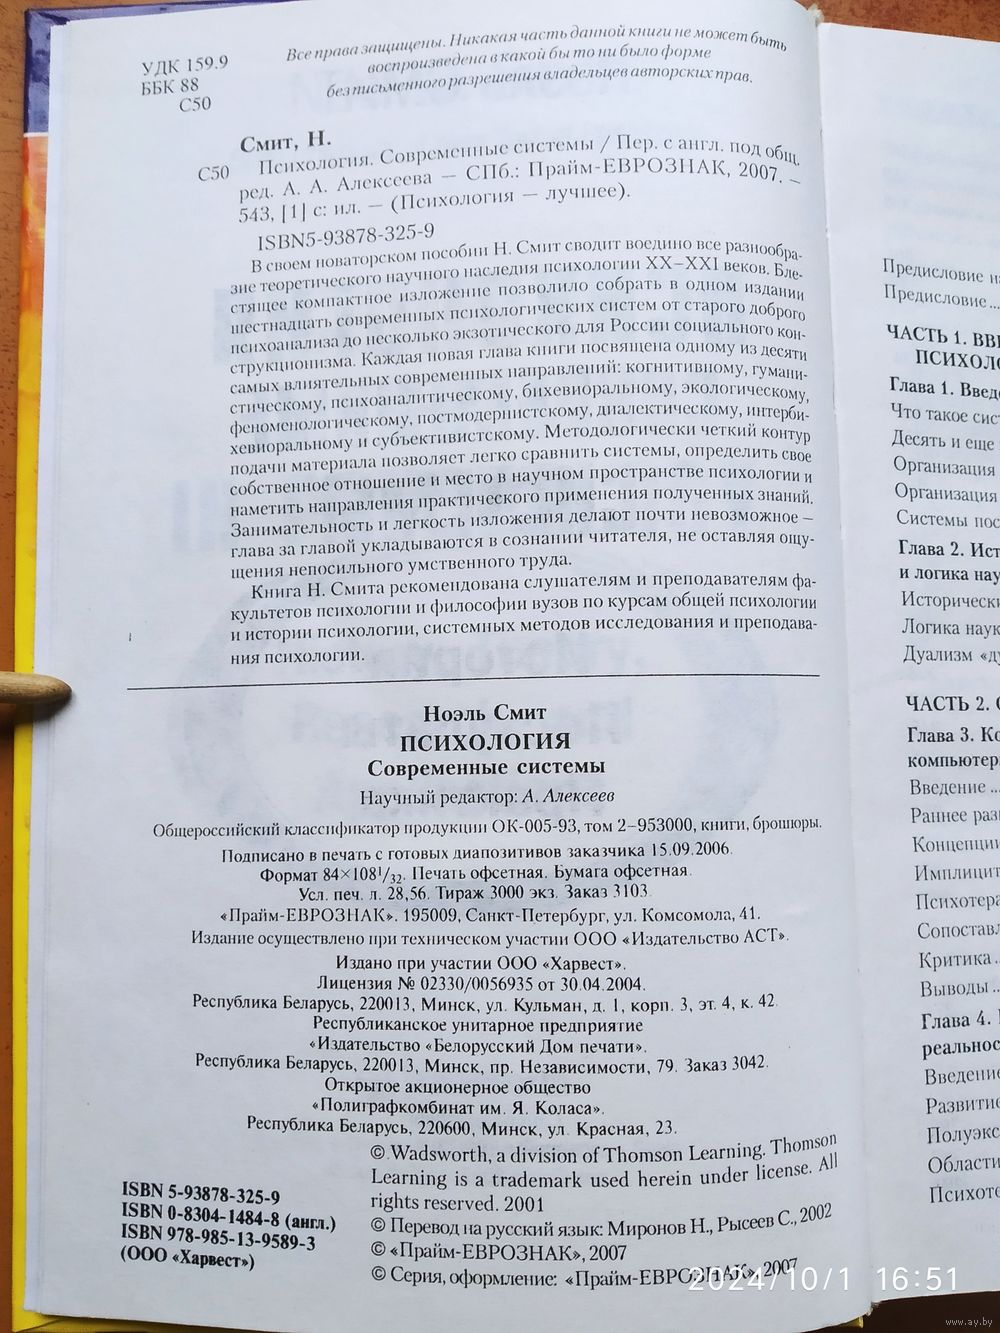 УДК 159.9
ББК 88
С50
Все права защищены. Никакая часть данной книги не может быть
воспроизведена в какой бы то ни было форме
без письменного разрешения владельцев авторских прав.
Смит, Н.
С50 Психология. Современные системы / Пер. с англ. под общ.
ред. А. А. Алексеева — СПб.: Прайм-ЕВРОЗНАК, 2007. –
543, [1] с: ил. — (Психология — лучшее).
ISBN5-93878-325-9
В своем новаторском пособии Н. Смит сводит воедино все разнообра-
зие теоретического научного наследия психологии XX–XXI веков. Бле-
стящее компактное изложение позволило собрать в одном издании
шестнадцать современных психологических систем от старого доброго
психоанализа до несколько экзотического для России социального кон-
струкционизма. Каждая новая глава книги посвящена одному из десяти
самых влиятельных современных направлений: когнитивному, гумани-
стическому, психоаналитическому, бихевиоральному, экологическому,
феноменологическому, постмодернистскому, диалектическому, интерби-
хевиоральному и субъективистскому. Методологически четкий контур
подачи материала позволяет легко сравнить системы, определить свое
собственное отношение и место в научном пространстве психологии и
наметить направления практического применения полученных знаний.
Занимательность и легкость изложения делают почти невозможное –
глава за главой укладываются в сознании читателя, не оставляя ощу-
щения непосильного умственного труда.
Книга Н. Смита рекомендована слушателям и преподавателям фа-
культетов психологии и философии вузов по курсам общей психологии
и истории психологии, системных методов исследования и преподава-
ния психологии.
Ноэль Смит
ПСИХОЛОГИЯ
Современные системы
Научный редактор: А. Алексеев
Общероссийский классификатор продукции ОК-005-93, том 2–953000, книги, брошюры.
Подписано в печать с готовых диапозитивов заказчика 15.09.2006.
Формат 84×108¹/₃₂. Печать офсетная. Бумага офсетная.
Усл. печ. л. 28,56. Тираж 3000 экз. Заказ 3103.
«Прайм-ЕВРОЗНАК». 195009, Санкт-Петербург, ул. Комсомола, 41.
Издание осуществлено при техническом участии ООО «Издательство АСТ».
Издано при участии ООО «Харвест».
Лицензия № 02330/0056935 от 30.04.2004.
Республика Беларусь, 220013, Минск, ул. Кульман, д. 1, корп. 3, эт. 4, к. 42.
Республиканское унитарное предприятие
«Издательство «Белорусский Дом печати».
Республика Беларусь, 220013, Минск, пр. Независимости, 79. Заказ 3042.
Открытое акционерное общество
«Полиграфкомбинат им. Я. Коласа».
Республика Беларусь, 220600, Минск, ул. Красная, 23.
© Wadsworth, a division of Thomson Learning. Thomson
Learning is a trademark used herein under license. All
rights reserved. 2001
© Перевод на русский язык: Миронов Н., Рысеев С., 2002
© «Прайм-ЕВРОЗНАК», 2007
© Серия, оформление: «Прайм-ЕВРОЗНАК», 2007
ISBN 5-93878-325-9
ISBN 0-8304-1484-8 (англ.)
ISBN 978-985-13-9589-3
(ООО «Харвест»)
Предисловие
Предисловие ...
ЧАСТЬ 1.
Глава 1.
Что такое
Десять и еще
Организация
Организация
Системы
Глава 2.
и логика
Логика
Дуализм
ЧАСТЬ 2.
Глава 3.
Введение ...
Раннее
Критика ..
Выводы ..
Глава 4.
Введение
Развитие
2024/10/1 16:51
www.ay.by